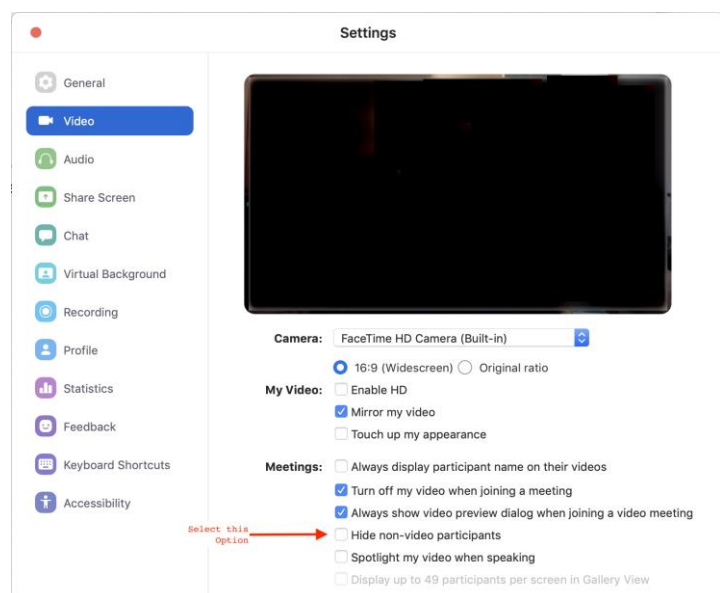 Settings
General
Video
Audio
Share Screen
Chat
Virtual Background
Recording
Profile
Statistics
Feedback
Keyboard Shortcuts
Accessibility
Camera: FaceTime HD Camera (Built-in)
16:9 (Widescreen) Original ratio
My Video: Enable HD
Mirror my video
Touch up my appearance
Meetings: Always display participant name on their videos
Turn off my video when joining a meeting
Always show video preview dialog when joining a video meeting
Select this
Option
Hide non-video participants
Spotlight my video when speaking
Display up to 49 participants per screen in Gallery View